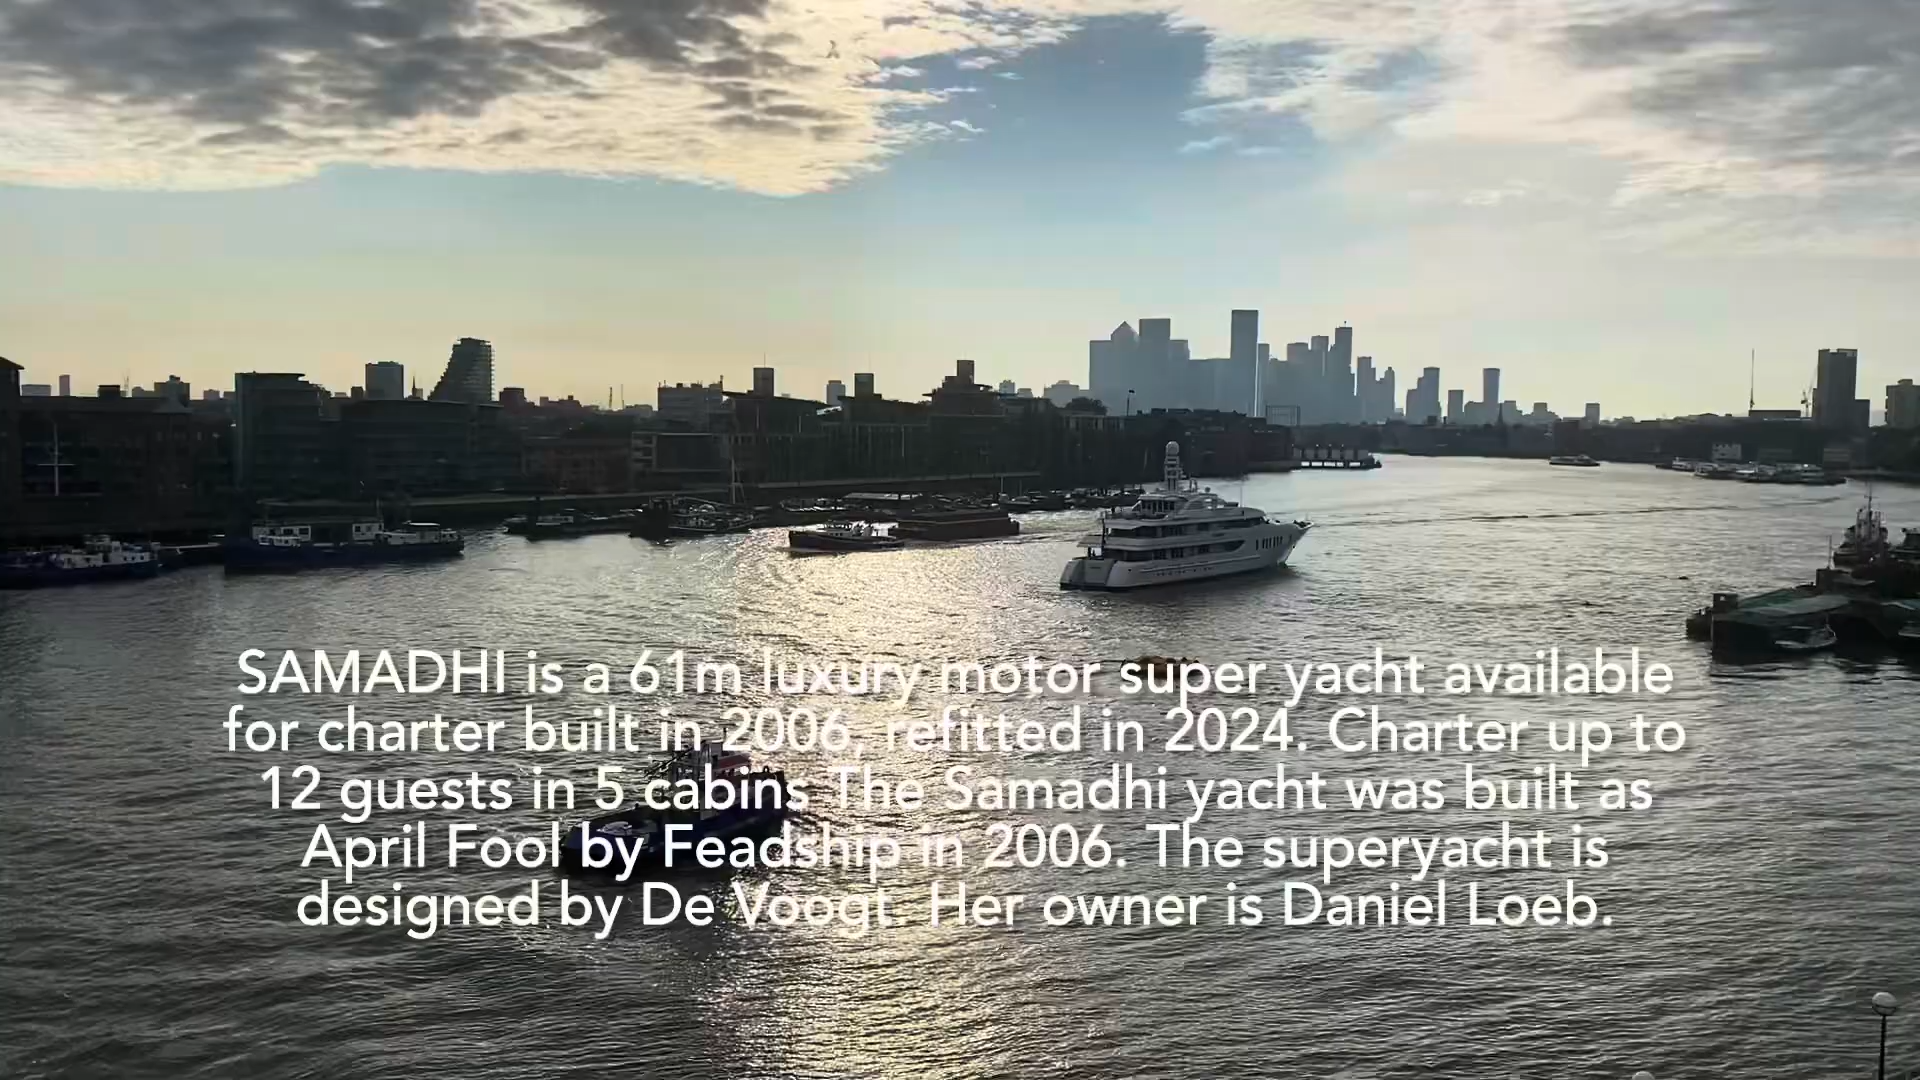 SAMADHI is a 61m luxury motor super yacht available
for charter built in 2006, refitted in 2024. Charter up to
12 guests in 5 cabins The Samadhi yacht was built as
April Fool by Feadship in 2006. The superyacht is
designed by De Voogt. Her owner is Daniel Loeb.